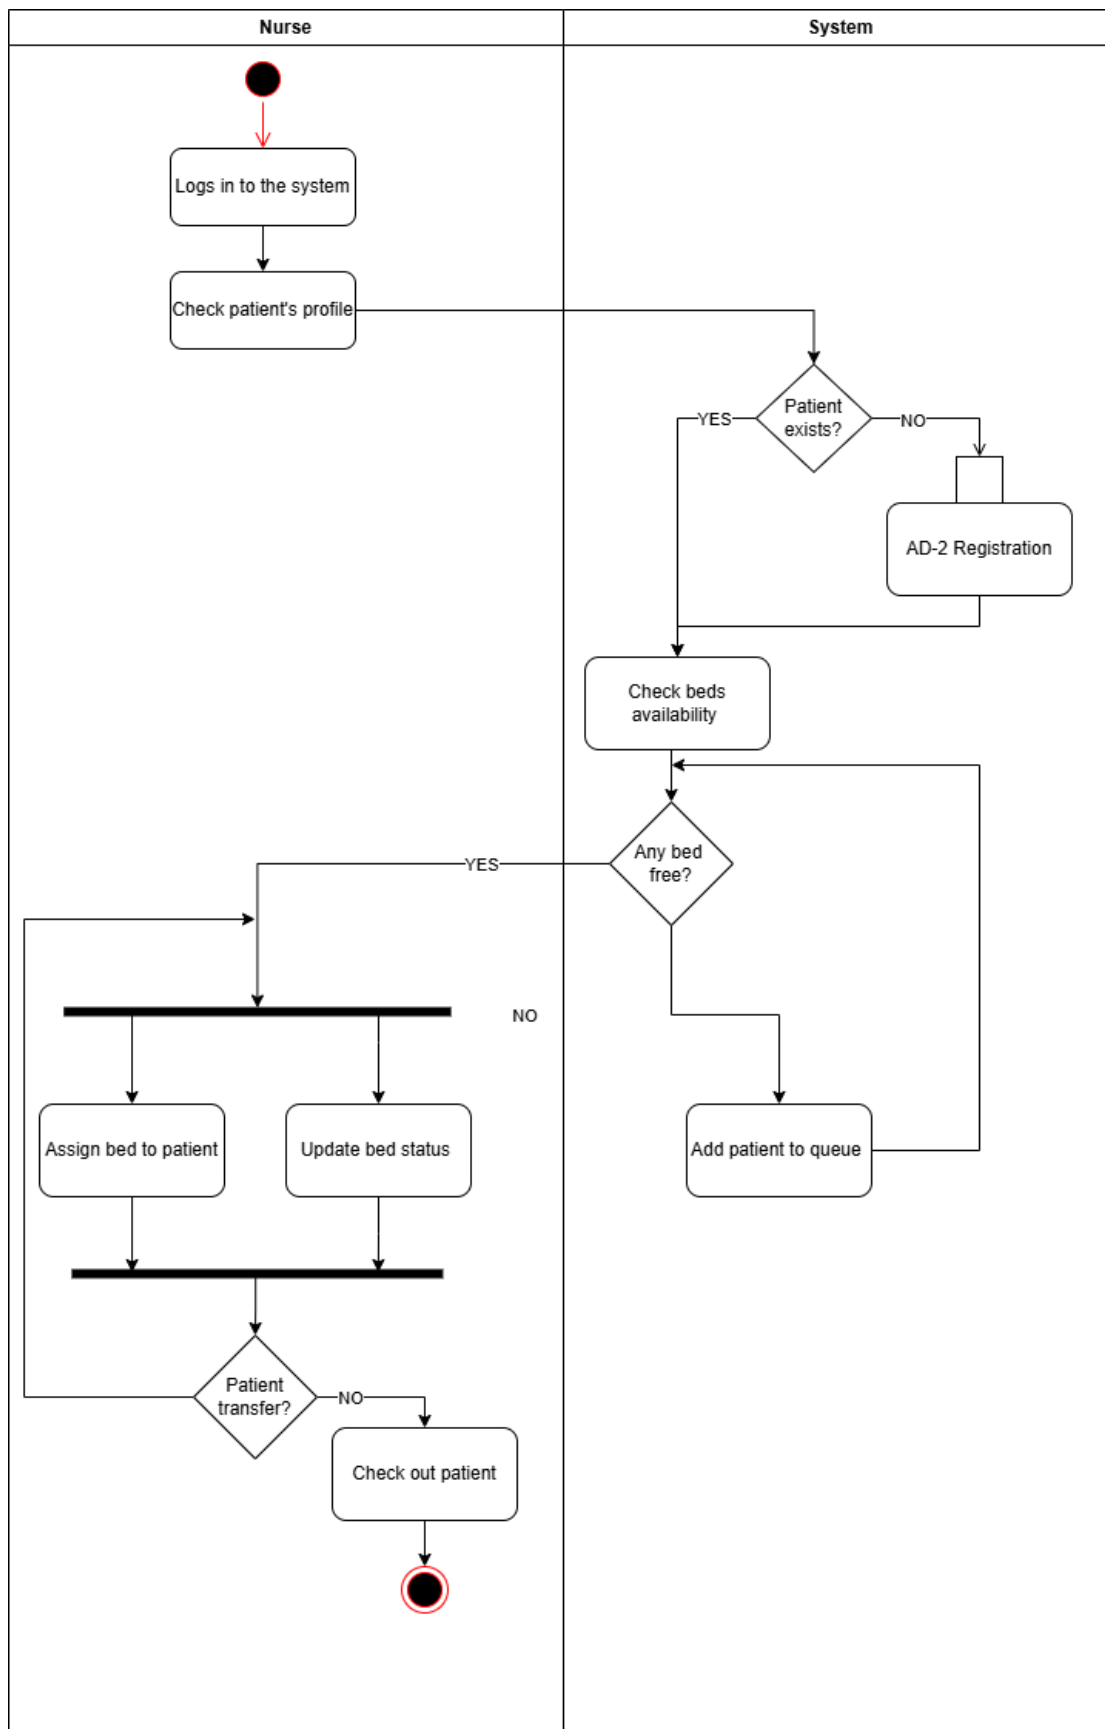 Nurse
System
Logs in to the system
Check patient's profile
Patient
exists?
YES
NO
AD-2 Registration
Check beds
availability
Any bed
free?
YES
NO
Assign bed to patient
Update bed status
Add patient to queue
Patient
transfer?
NO
Check out patient